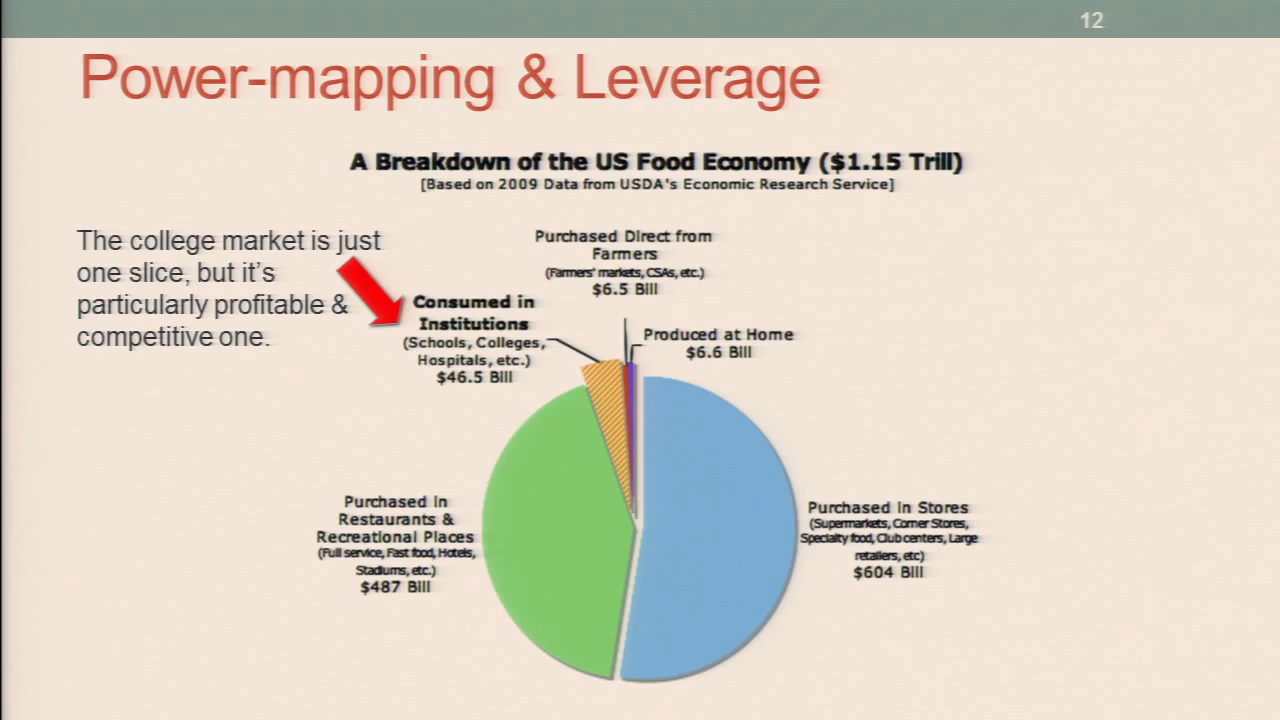 12
Power-mapping & Leverage
A Breakdown of the US Food Economy ($1.15 Trill)
[Based on 2009 Data from USDA's Economic Research Service]
The college market is just
one slice, but it's
particularly profitable &
competitive one.
Purchased Direct from
Farmers
(Farmers' markets, CSAs, etc.)
$6.5 Bill
Consumed in
Institutions
(Schools, Colleges,
Hospitals, etc.)
$46.5 Bill
Produced at Home
$6.6 Bill
Purchased in
Restaurants &
Recreational Places
(Full service, Fast food, Hotels,
Stadiums, etc.)
$487 Bill
Purchased in Stores
(Supermarkets, Corner Stores,
Specialty food, Club centers, Large
retailers, etc)
$604 Bill